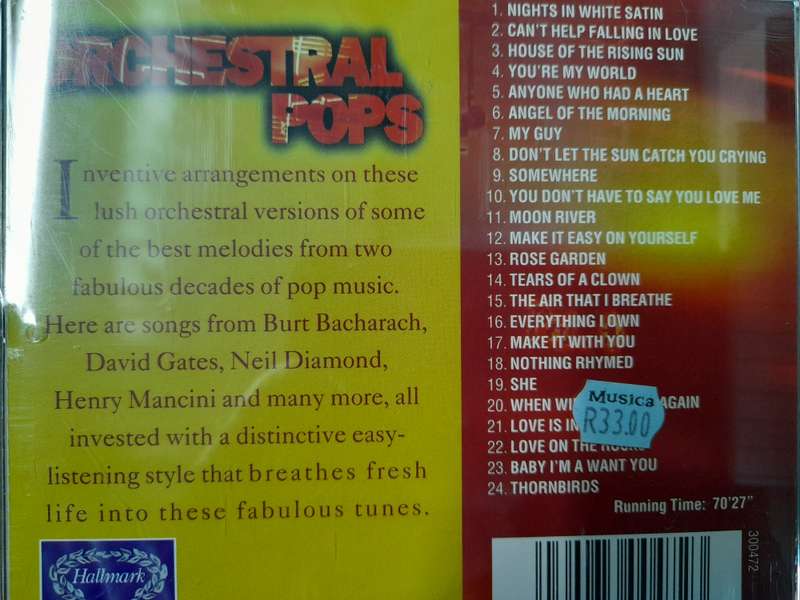 ORCHESTRAL
POPS
Inventive arrangements on these
lush orchestral versions of some
of the best melodies from two
fabulous decades of pop music.
Here are songs from Burt Bacharach,
David Gates, Neil Diamond,
Henry Mancini and many more, all
invested with a distinctive easy-
listening style that breathes fresh
life into these fabulous tunes.
Hallmark
1. NIGHTS IN WHITE SATIN
2. CAN'T HELP FALLING IN LOVE
3. HOUSE OF THE RISING SUN
4. YOU'RE MY WORLD
5. ANYONE WHO HAD A HEART
6. ANGEL OF THE MORNING
7. MY GUY
8. DON'T LET THE SUN CATCH YOU CRYING
9. SOMEWHERE
10. YOU DON'T HAVE TO SAY YOU LOVE ME
11. MOON RIVER
12. MAKE IT EASY ON YOURSELF
13. ROSE GARDEN
14. TEARS OF A CLOWN
15. THE AIR THAT I BREATHE
16. EVERYTHING I OWN
17. MAKE IT WITH YOU
18. NOTHING RHYMED
19. SHE
20. WHEN AGAIN
21. LOVE IS IN
22. LOVE ON THE
23. BABY I'M A WANT YOU
24. THORNBIRDS
Musica
R33.00
Running Time: 70'27"
300472